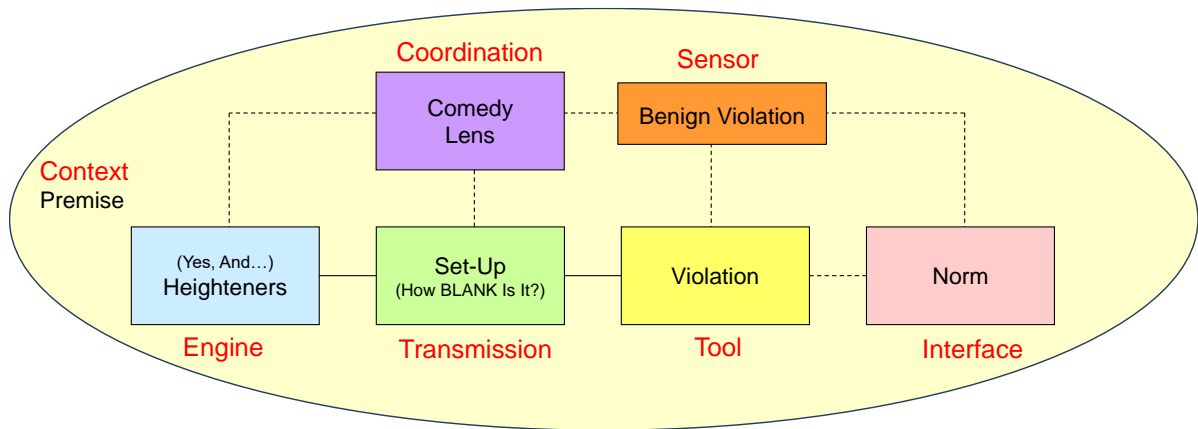 Coordination
Sensor
Comedy
Lens
Benign Violation
Context
Premise
(Yes, And…)
Heighteners
Set-Up
(How BLANK Is It?)
Violation
Norm
Engine
Transmission
Tool
Interface